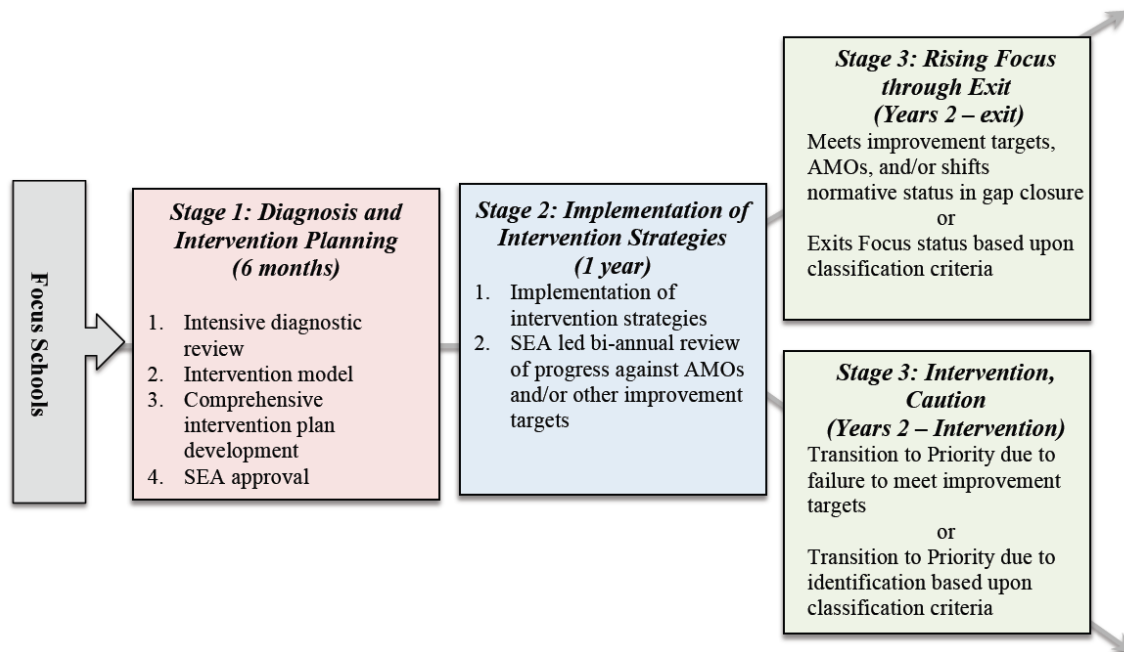 Focus Schools
Stage 1: Diagnosis and
Intervention Planning
(6 months)
1. Intensive diagnostic
review
2. Intervention model
3. Comprehensive
intervention plan
development
4. SEA approval
Stage 2: Implementation of
Intervention Strategies
(1 year)
1. Implementation of
intervention strategies
2. SEA led bi-annual review
of progress against AMOs
and/or other improvement
targets
Stage 3: Rising Focus
through Exit
(Years 2 – exit)
Meets improvement targets,
AMOs, and/or shifts
normative status in gap closure
or
Exits Focus status based upon
classification criteria
Stage 3: Intervention,
Caution
(Years 2 – Intervention)
Transition to Priority due to
failure to meet improvement
targets
or
Transition to Priority due to
identification based upon
classification criteria